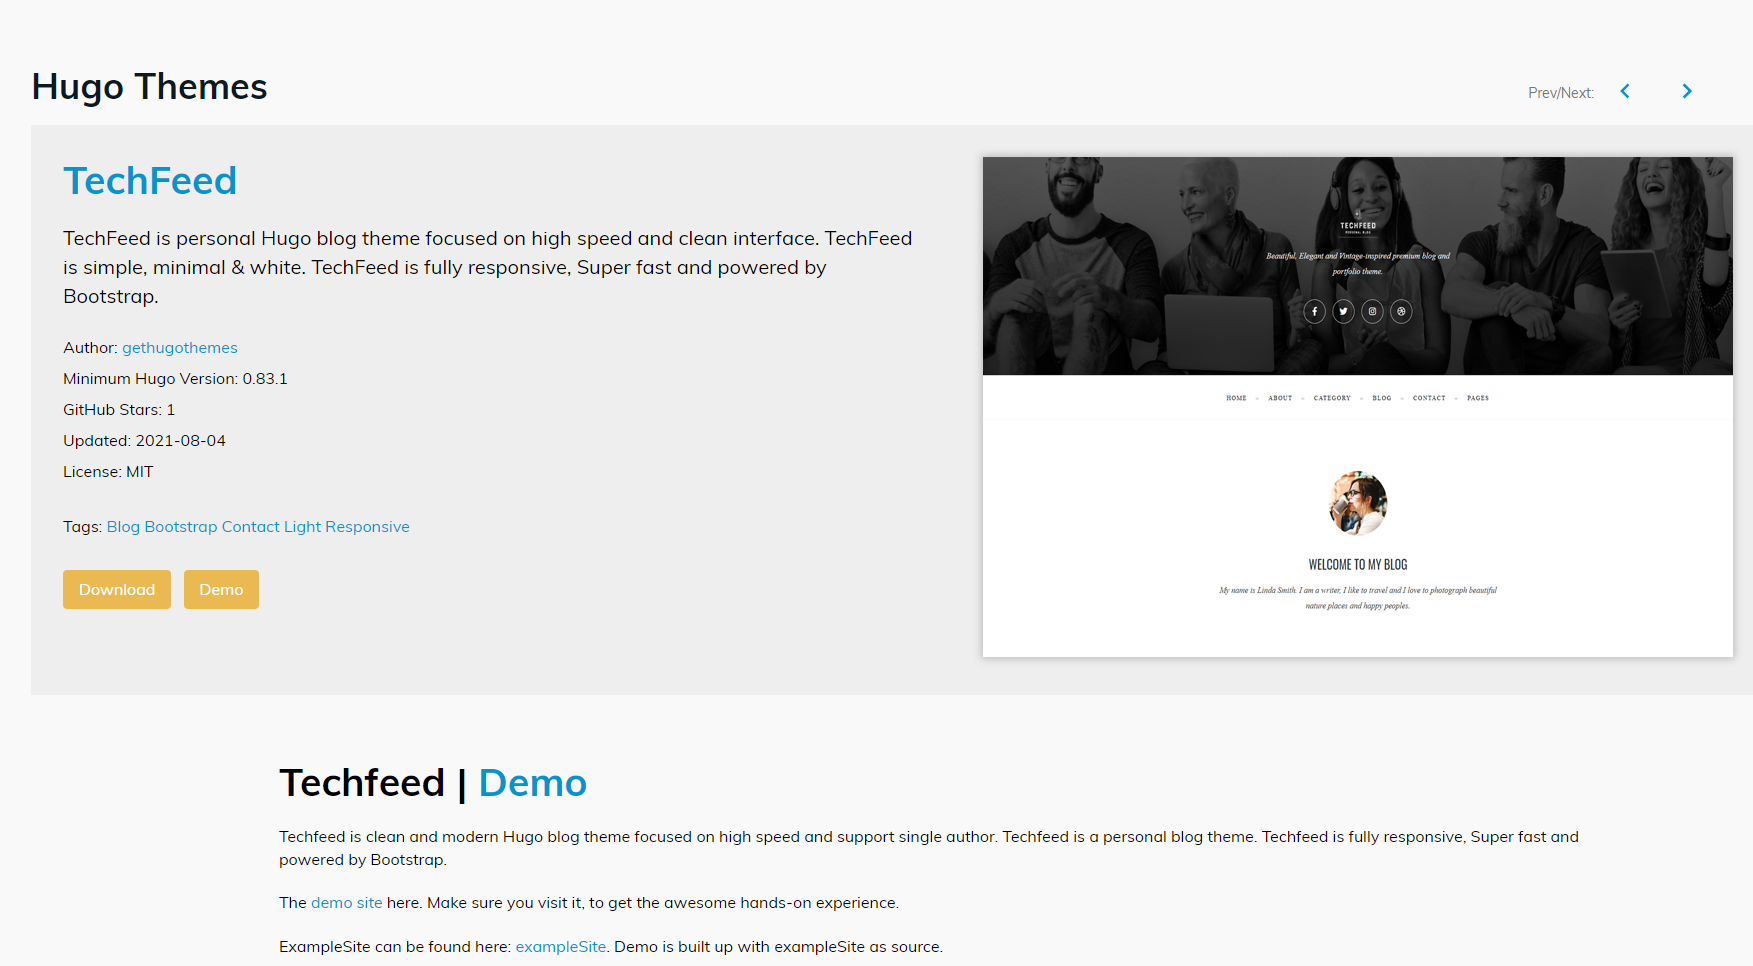 Hugo Themes
Prev/Next:
TechFeed
TechFeed is personal Hugo blog theme focused on high speed and clean interface. TechFeed
is simple, minimal & white. TechFeed is fully responsive, Super fast and powered by
Bootstrap.
Author: gethugothemes
Minimum Hugo Version: 0.83.1
GitHub Stars: 1
Updated: 2021-08-04
License: MIT
Tags: Blog Bootstrap Contact Light Responsive
Download Demo
TECHFEED
PERSONAL BLOG
Beautiful, Elegant and Vintage-inspired premium blog and
portfolio theme.
HOME ABOUT CATEGORY BLOG CONTACT PAGES
WELCOME TO MY BLOG
My name is Linda Smith. I am a writer, I like to travel and I love to photograph beautiful
nature places and happy peoples.
Techfeed | Demo
Techfeed is clean and modern Hugo blog theme focused on high speed and support single author. Techfeed is a personal blog theme. Techfeed is fully responsive, Super fast and
powered by Bootstrap.
The demo site here. Make sure you visit it, to get the awesome hands-on experience.
ExampleSite can be found here: exampleSite. Demo is built up with exampleSite as source.